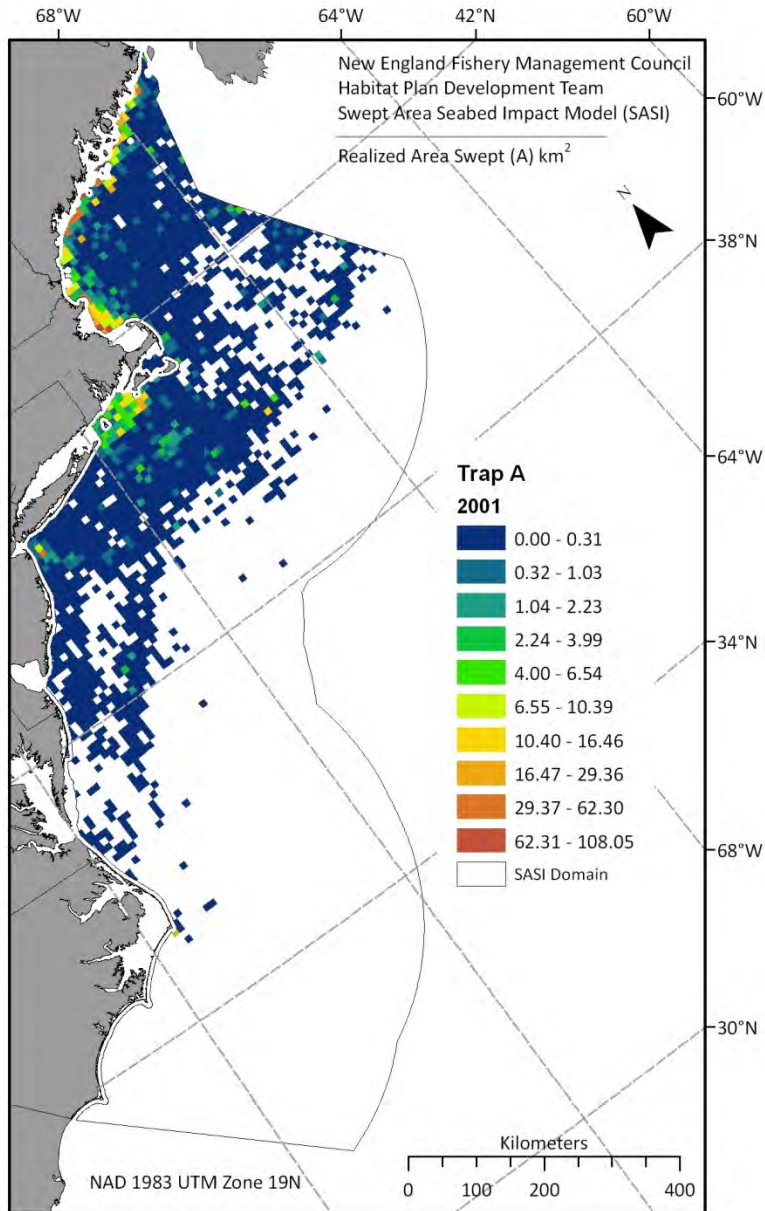 68°W 64°W 42°N 60°W
New England Fishery Management Council
Habitat Plan Development Team
Swept Area Seabed Impact Model (SASI)
Realized Area Swept (A) km²
N
60°W
38°N
64°W
34°N
68°W
30°N
Trap A
2001
0.00 - 0.31
0.32 - 1.03
1.04 - 2.23
2.24 - 3.99
4.00 - 6.54
6.55 - 10.39
10.40 - 16.46
16.47 - 29.36
29.37 - 62.30
62.31 - 108.05
SASI Domain
Kilometers
0 100 200 400
NAD 1983 UTM Zone 19N